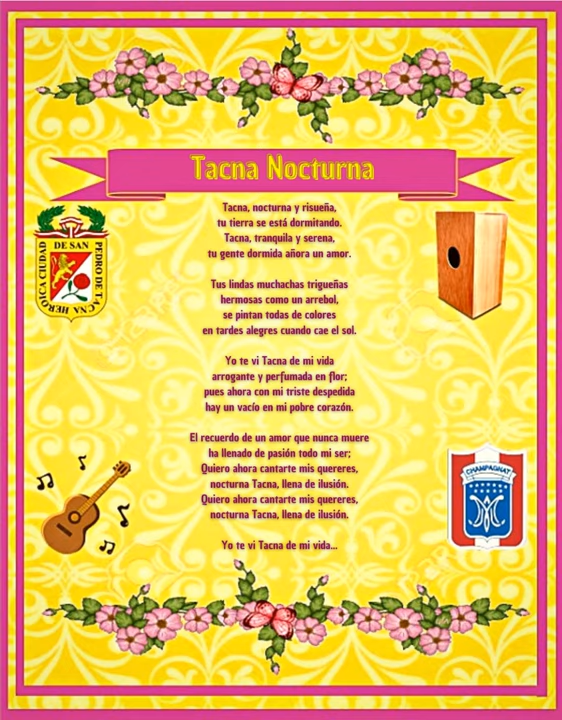 Tacna Nocturna
Tacna, nocturna y risueña,
tu tierra se está dormitando.
Tacna, tranquila y serena,
tu gente dormida añora un amor.
Tus lindas muchachas trigueñas
hermosas como un arrebol,
se pintan todas de colores
en tardes alegres cuando cae el sol.
Yo te vi Tacna de mi vida
arrogante y perfumada en flor;
pues ahora con mi triste despedida
hay un vacío en mi pobre corazón.
El recuerdo de un amor que nunca muere
ha llenado de pasión todo mi ser;
Quiero ahora cantarte mis quereres,
nocturna Tacna, llena de ilusión.
Quiero ahora cantarte mis quereres,
nocturna Tacna, llena de ilusión.
Yo te vi Tacna de mi vida...
HEROICA CIUDAD DE SAN PEDRO DE TACNA
CHAMPAGNAT